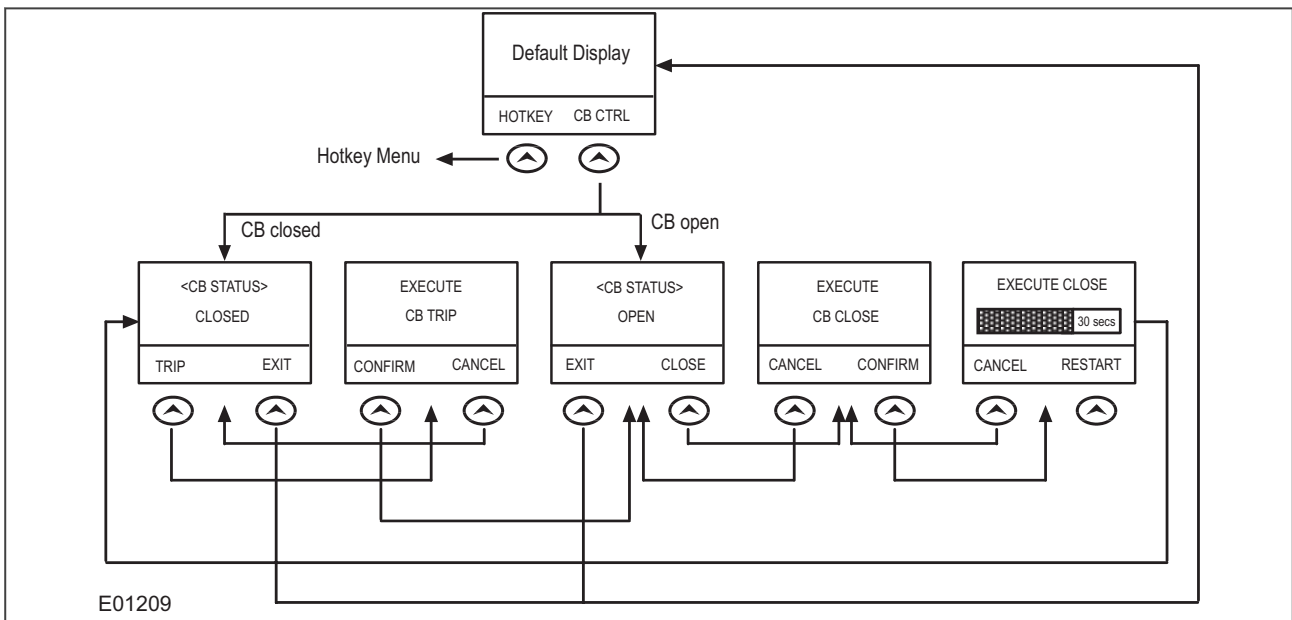 Default Display
HOTKEY CB CTRL
Hotkey Menu
CB closed
CB open
<CB STATUS>
CLOSED
TRIP EXIT
EXECUTE
CB TRIP
CONFIRM CANCEL
<CB STATUS>
OPEN
EXIT CLOSE
EXECUTE
CB CLOSE
CANCEL CONFIRM
EXECUTE CLOSE
30 secs
CANCEL RESTART
E01209